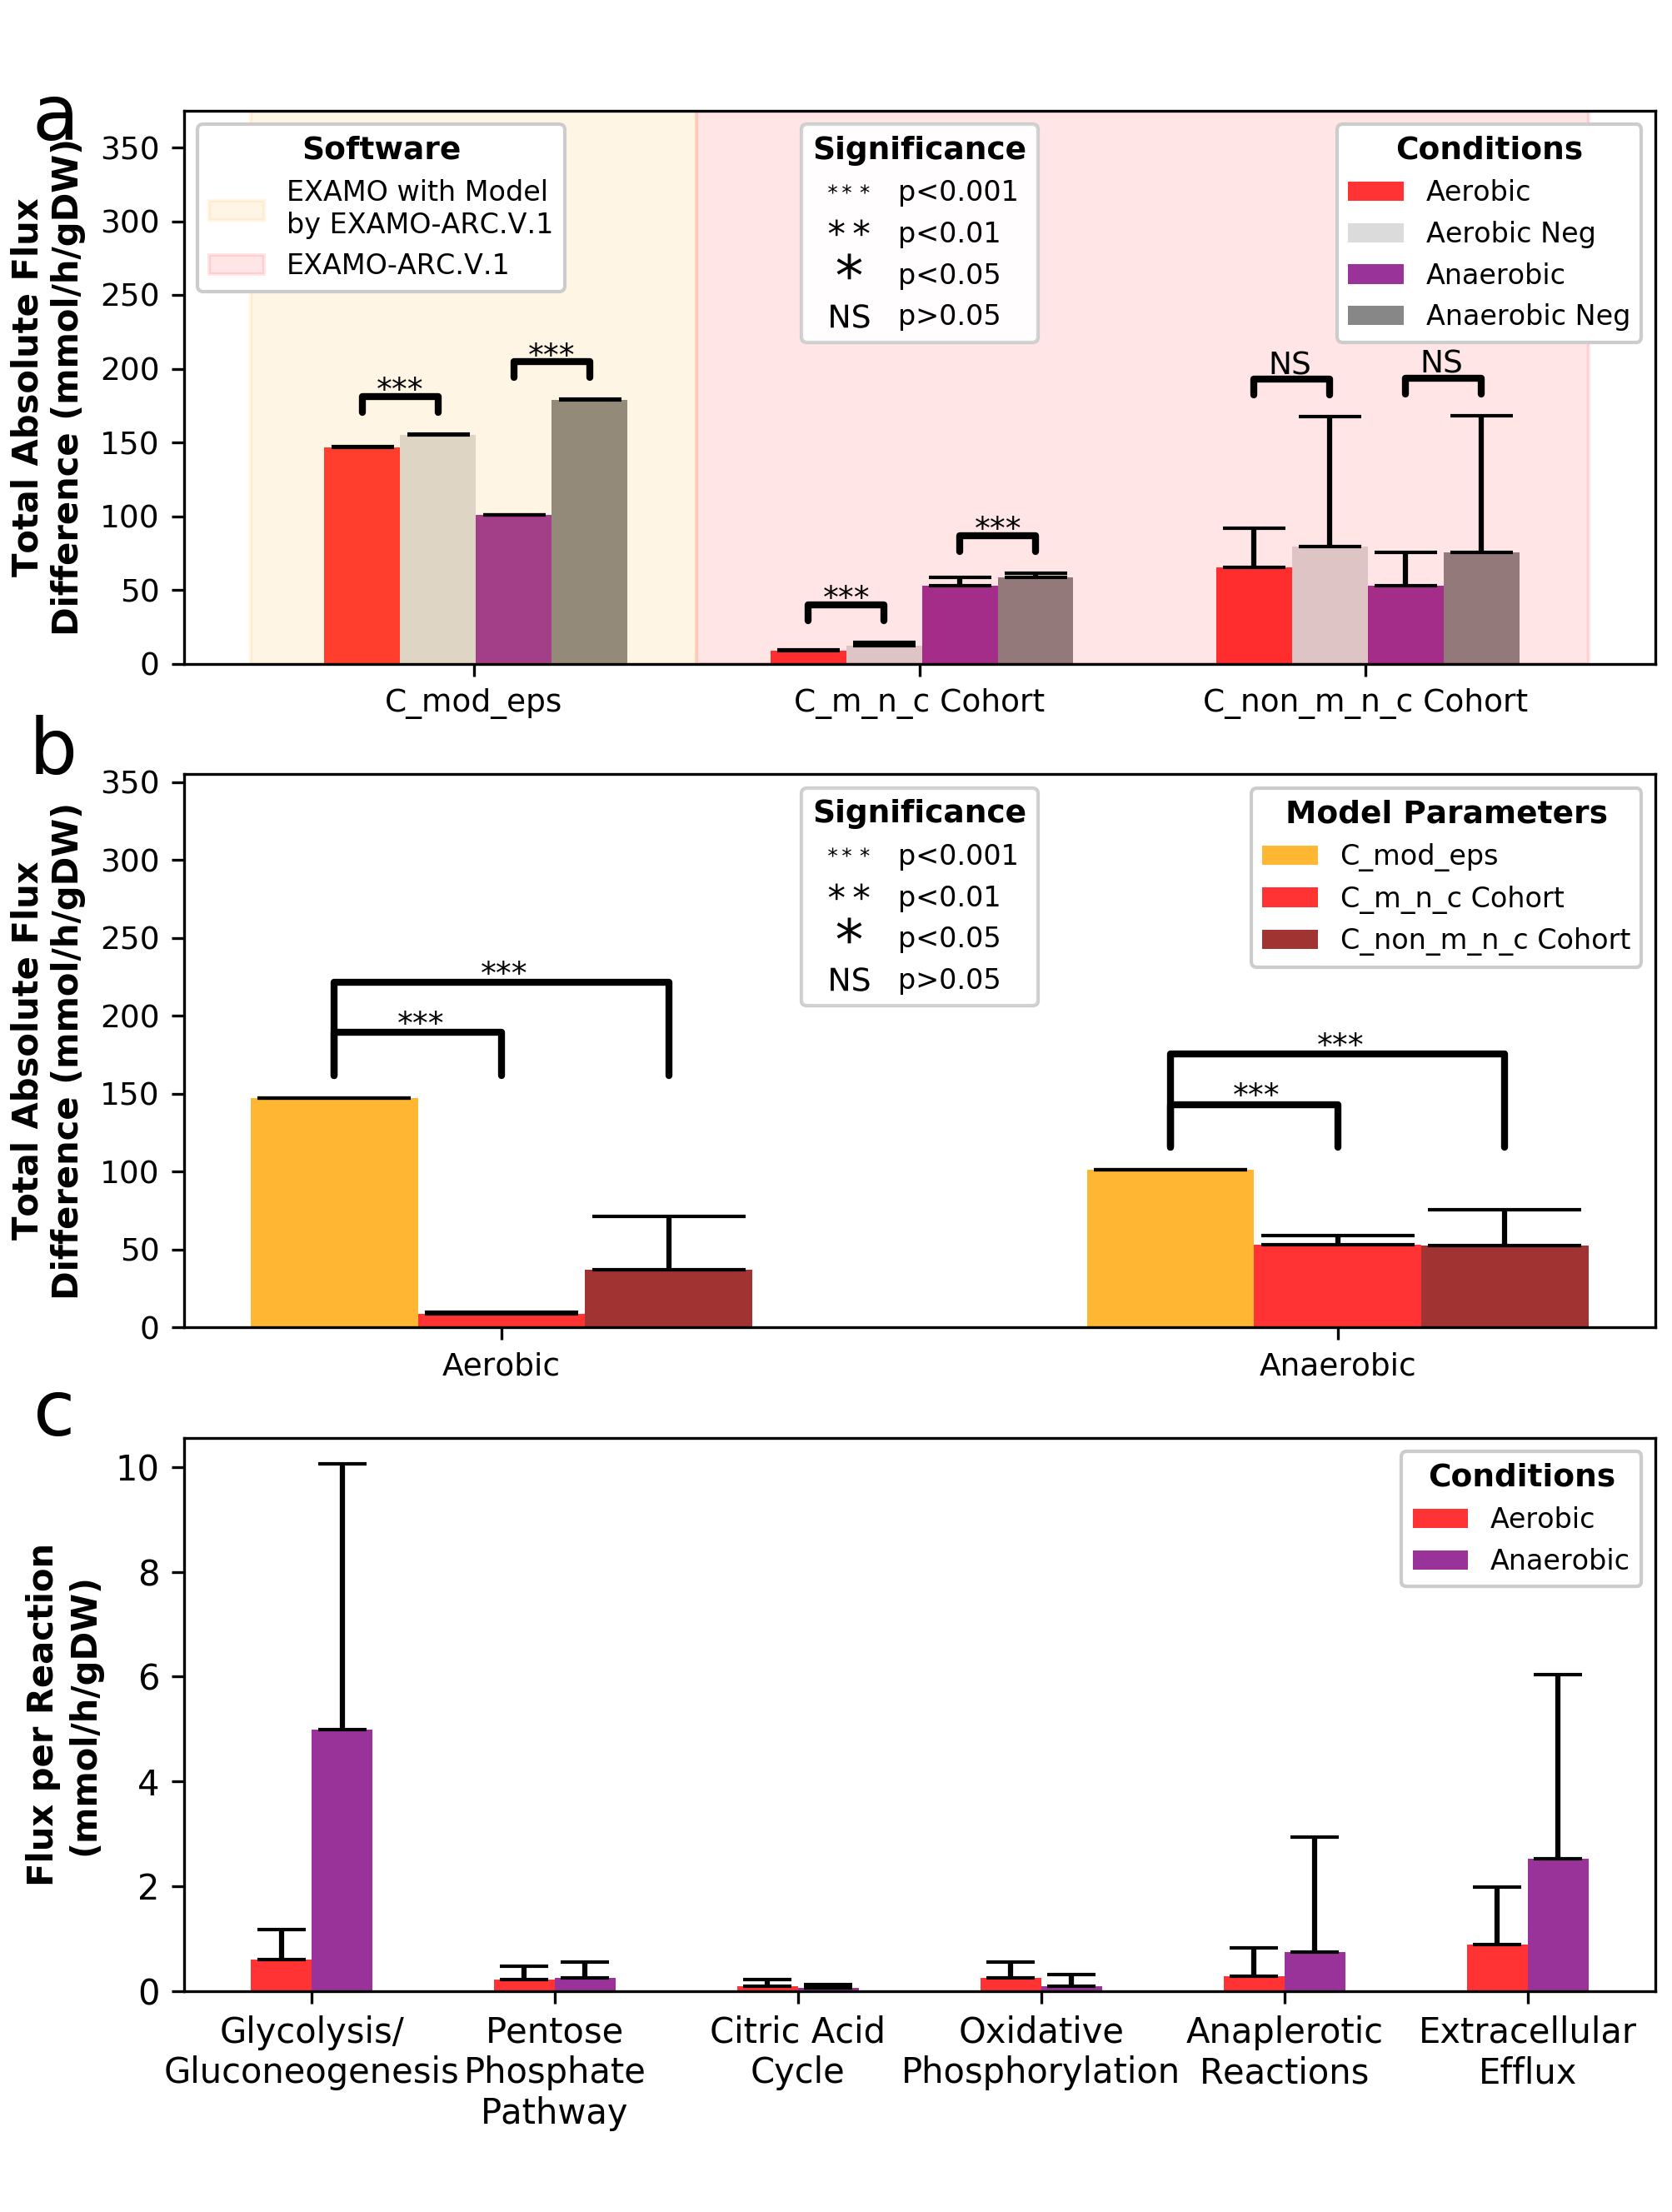 a
Total Absolute Flux
Difference (mmol/h/gDW)
350
300
250
200
150
100
50
0
Software
EXAMO with Model
by EXAMO-ARC.V.1
EXAMO-ARC.V.1
Significance
*** p<0.001
** p<0.01
* p<0.05
NS p>0.05
Conditions
Aerobic
Aerobic Neg
Anaerobic
Anaerobic Neg
***
***
***
***
NS
NS
C_mod_eps
C_m_n_c Cohort
C_non_m_n_c Cohort
b
Total Absolute Flux
Difference (mmol/h/gDW)
350
300
250
200
150
100
50
0
Significance
*** p<0.001
** p<0.01
* p<0.05
NS p>0.05
Model Parameters
C_mod_eps
C_m_n_c Cohort
C_non_m_n_c Cohort
***
***
***
***
Aerobic
Anaerobic
c
Flux per Reaction
(mmol/h/gDW)
10
8
6
4
2
0
Conditions
Aerobic
Anaerobic
Glycolysis/
Gluconeogenesis
Pentose
Phosphate
Pathway
Citric Acid
Cycle
Oxidative
Phosphorylation
Anaplerotic
Reactions
Extracellular
Efflux